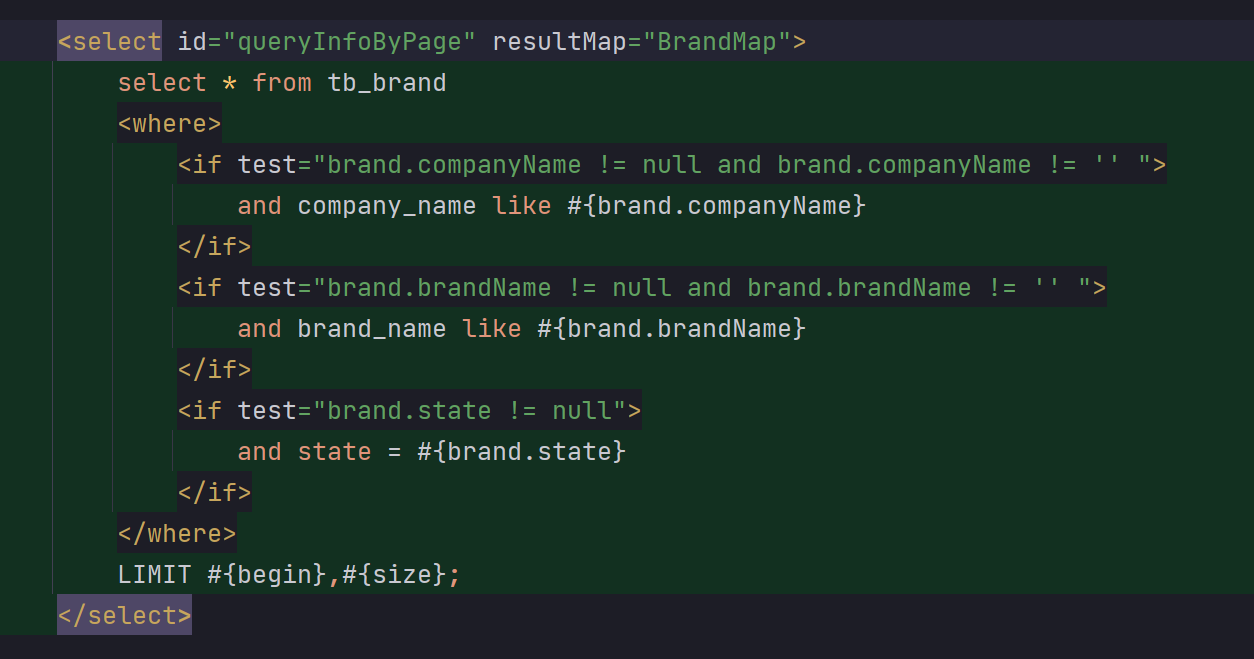 <select id="queryInfoByPage" resultMap="BrandMap">
select * from tb_brand
<where>
<if test="brand.companyName != null and brand.companyName != '' ">
and company_name like #{brand.companyName}
</if>
<if test="brand.brandName != null and brand.brandName != '' ">
and brand_name like #{brand.brandName}
</if>
<if test="brand.state != null">
and state = #{brand.state}
</if>
</where>
LIMIT #{begin},#{size};
</select>